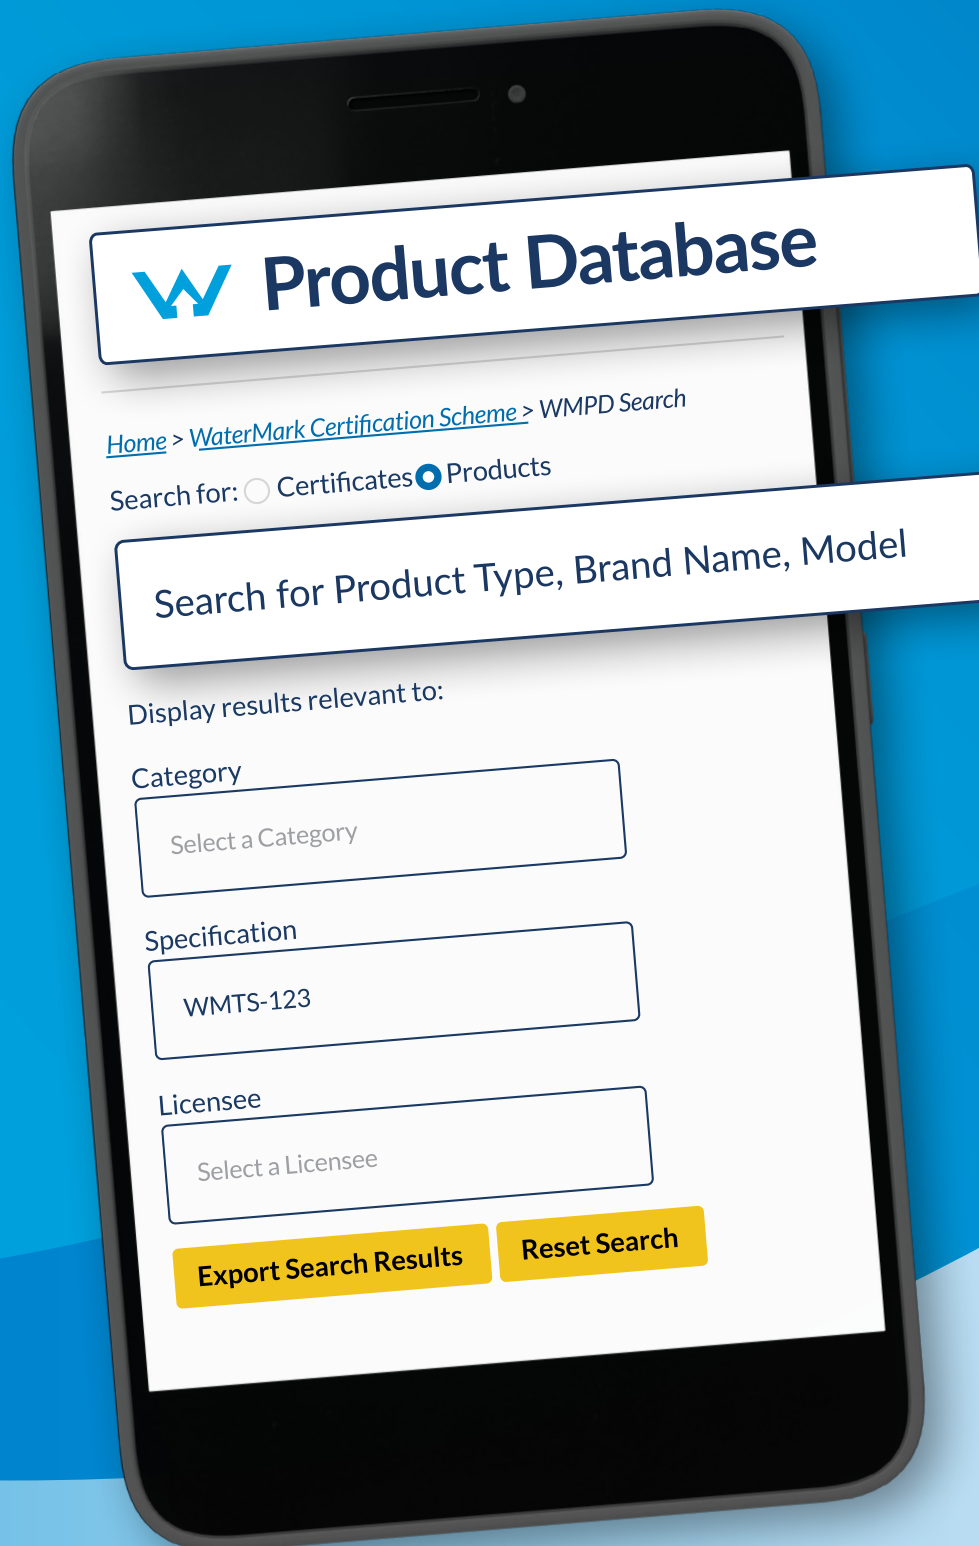 Product Database
Home > WaterMark Certification Scheme > WMPD Search
Search for: Certificates Products
Search for Product Type, Brand Name, Model
Display results relevant to:
Category
Select a Category
Specification
WMTS-123
Licensee
Select a Licensee
Export Search Results Reset Search